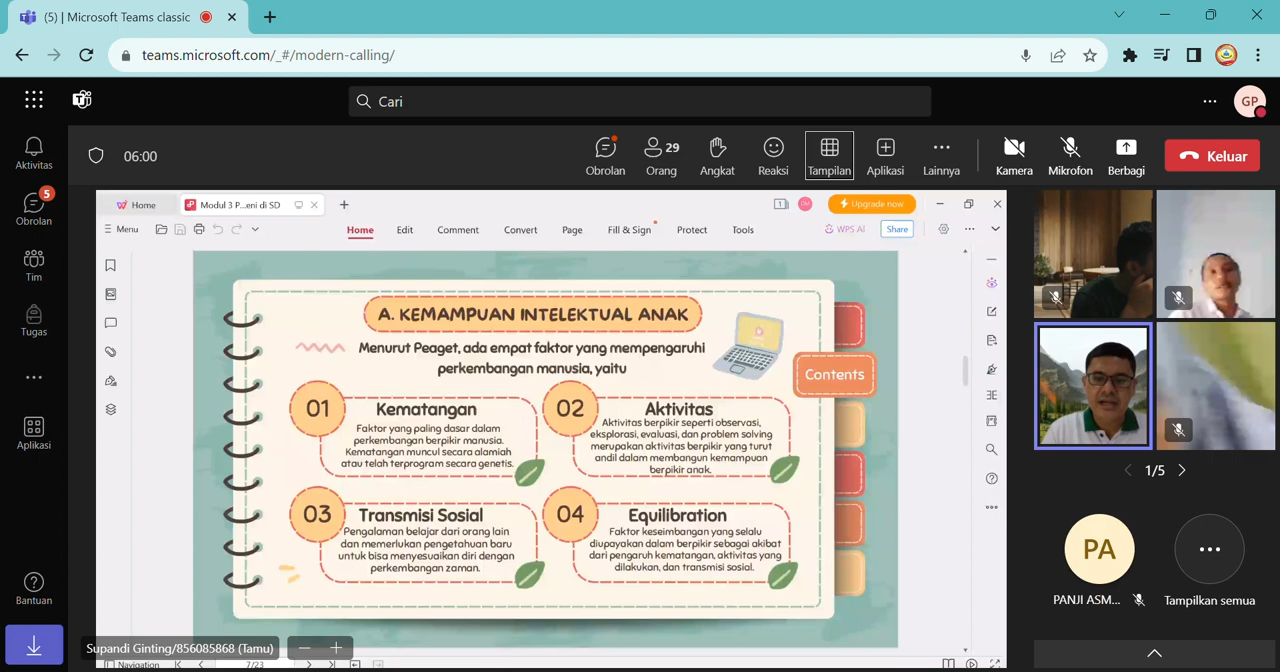 (5) | Microsoft Teams classic
teams.microsoft.com/_#/modern-calling/
Cari
GP
Aktivitas
5
Obrolan
Tim
Tugas
Aplikasi
Bantuan
06:00
Obrolan
29
Orang
Angkat
Reaksi
Tampilan
Aplikasi
Lainnya
Kamera
Mikrofon
Berbagi
Keluar
Home
Modul 3 P...eni di SD
Upgrade now
Menu
Home
Edit
Comment
Convert
Page
Fill & Sign
Protect
Tools
WPS AI
Share
A. KEMAMPUAN INTELEKTUAL ANAK
Menurut Peaget, ada empat faktor yang mempengaruhi
perkembangan manusia, yaitu
Contents
01
Kematangan
Faktor yang paling dasar dalam
perkembangan berpikir manusia.
Kematangan muncul secara alamiah
atau telah terprogram secara genetis.
02
Aktivitas
Aktivitas berpikir seperti observasi,
eksplorasi, evaluasi, dan problem solving
merupakan aktivitas berpikir yang turut
andil dalam membangun kemampuan
berpikir anak.
03
Transmisi Sosial
Pengalaman belajar dari orang lain
dan memerlukan pengetahuan baru
untuk bisa menyesuaikan diri dengan
perkembangan zaman.
04
Equilibration
Faktor keseimbangan yang selalu
diupayakan dalam berpikir sebagai akibat
dari pengaruh kematangan, aktivitas yang
dilakukan, dan transmisi sosial.
Supandi Ginting/856085868 (Tamu)
Navigation
7/23
1/5
PA
PANJI ASM...
Tampilkan semua